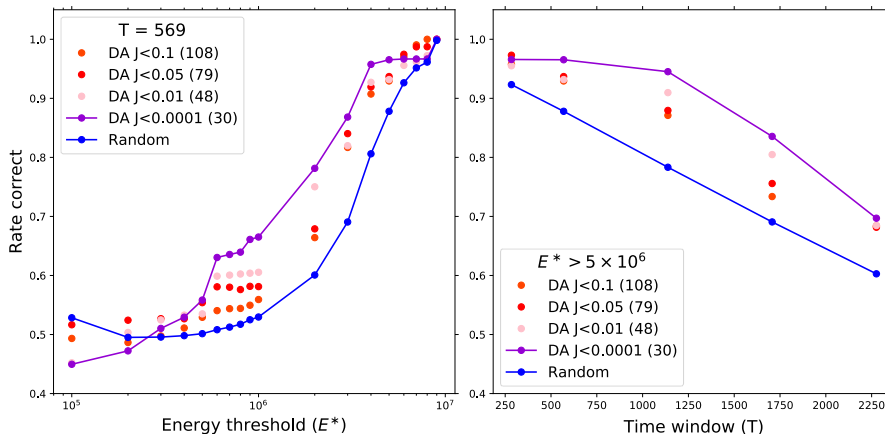 T = 569
DA J<0.1 (108)
DA J<0.05 (79)
DA J<0.01 (48)
DA J<0.0001 (30)
Random
Rate correct
1.0
0.9
0.8
0.7
0.6
0.5
0.4
10^5
10^6
10^7
Energy threshold (E*)
1.0
0.9
0.8
0.7
0.6
0.5
0.4
E* > 5 × 10^6
DA J<0.1 (108)
DA J<0.05 (79)
DA J<0.01 (48)
DA J<0.0001 (30)
Random
250 500 750 1000 1250 1500 1750 2000 2250
Time window (T)